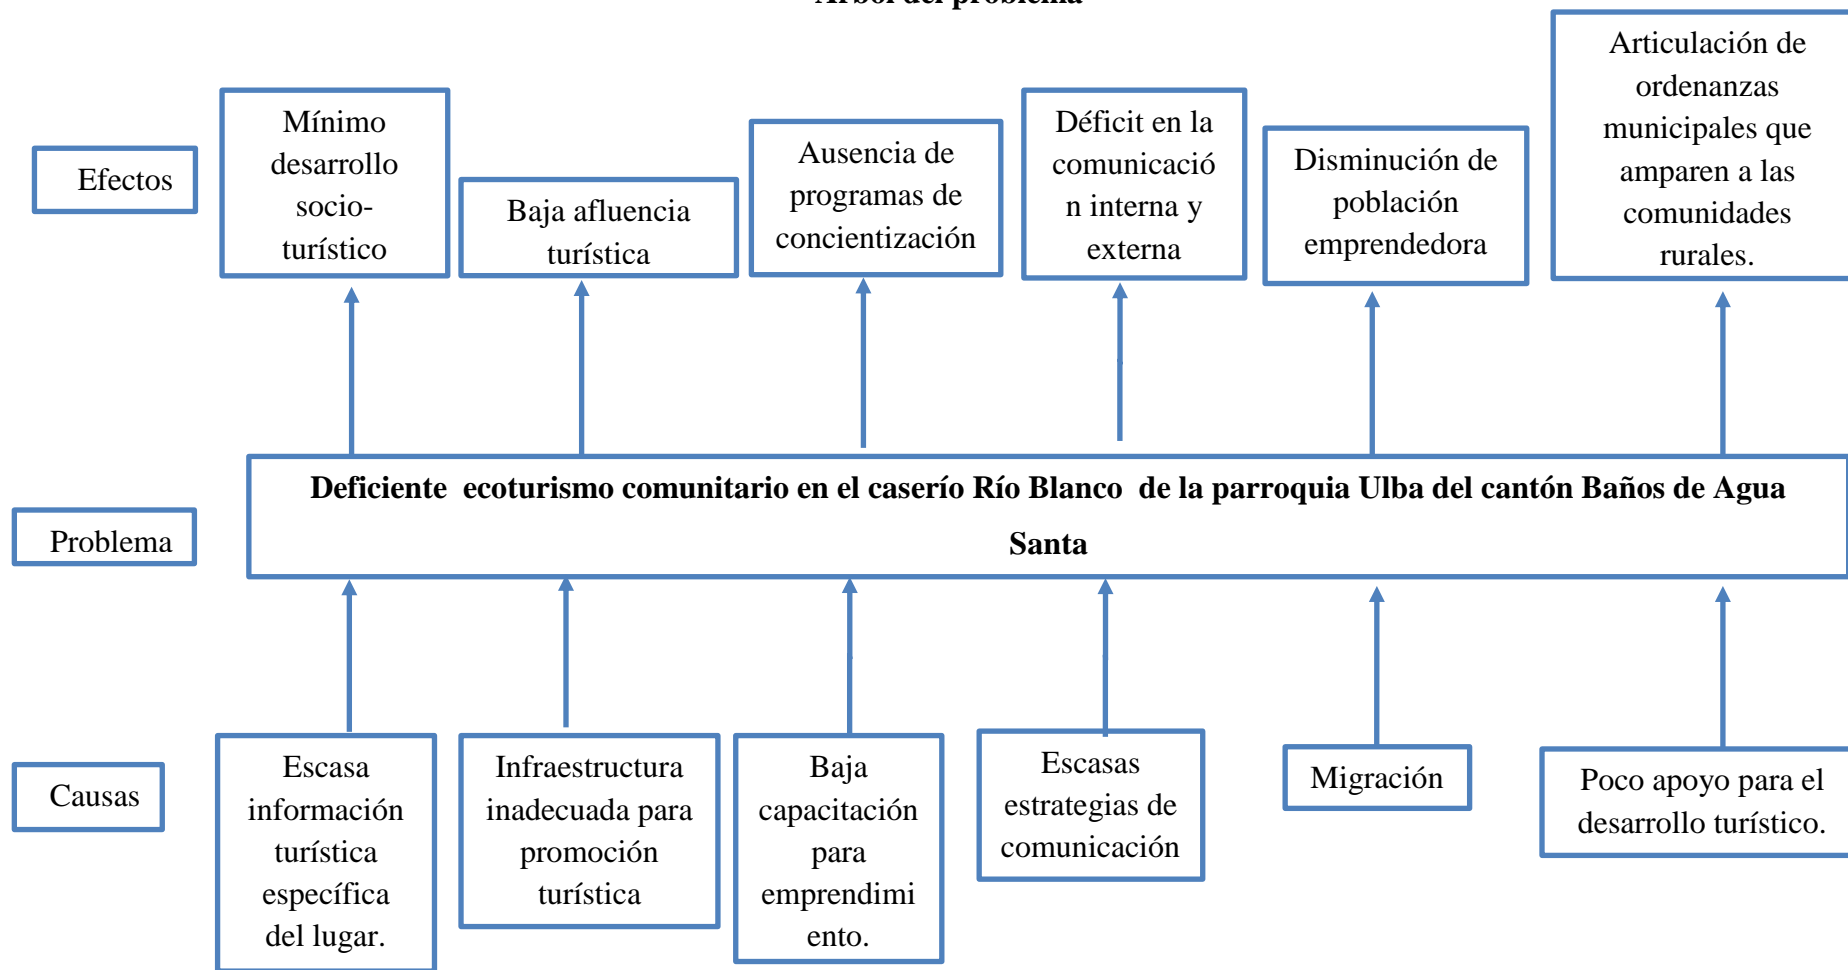 Árbol del problema
Efectos
Mínimo
desarrollo
socio-
turístico
Baja afluencia
turística
Ausencia de
programas de
concientización
Déficit en la
comunicació
n interna y
externa
Disminución de
población
emprendedora
Articulación de
ordenanzas
municipales que
amparen a las
comunidades
rurales.
Problema
Deficiente ecoturismo comunitario en el caserío Río Blanco de la parroquia Ulba del cantón Baños de Agua
Santa
Causas
Escasa
información
turística
específica
del lugar.
Infraestructura
inadecuada para
promoción
turística
Baja
capacitación
para
emprendimi
ento.
Escasas
estrategias de
comunicación
Migración
Poco apoyo para el
desarrollo turístico.